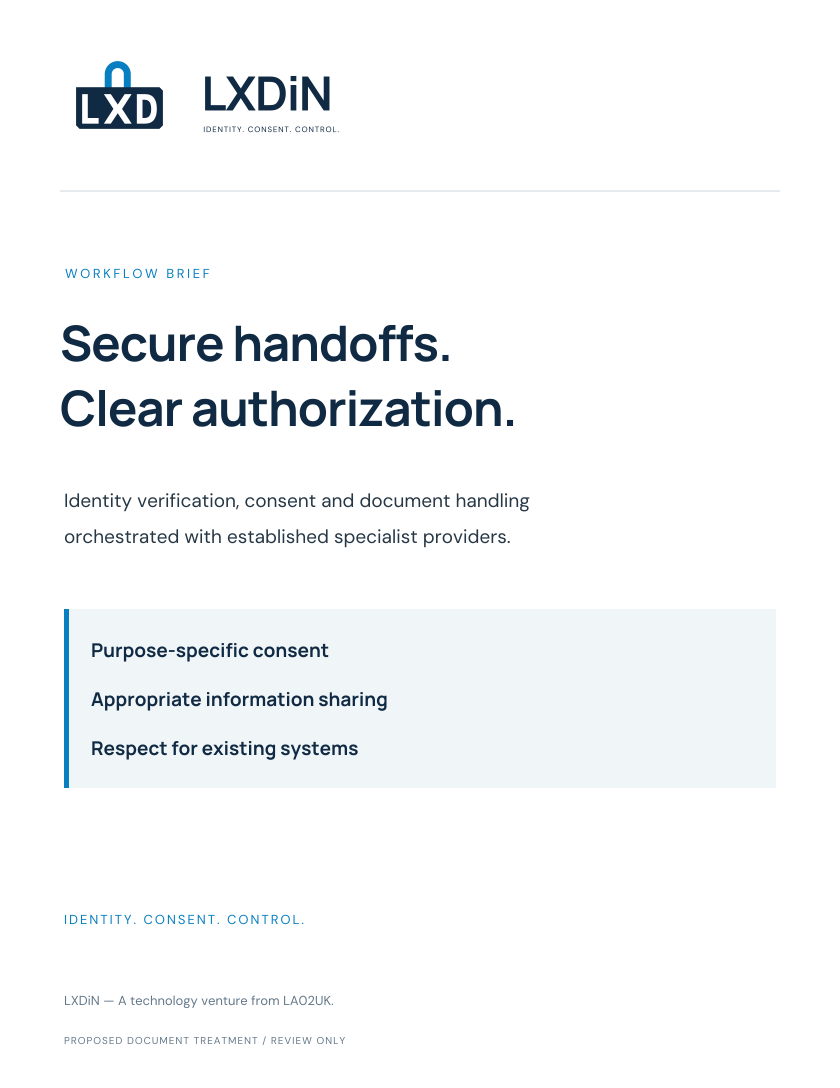 LXD
LXDiN
IDENTITY. CONSENT. CONTROL.
WORKFLOW BRIEF
Secure handoffs.
Clear authorization.
Identity verification, consent and document handling
orchestrated with established specialist providers.
Purpose-specific consent
Appropriate information sharing
Respect for existing systems
IDENTITY. CONSENT. CONTROL.
LXDiN — A technology venture from LA02UK.
PROPOSED DOCUMENT TREATMENT / REVIEW ONLY